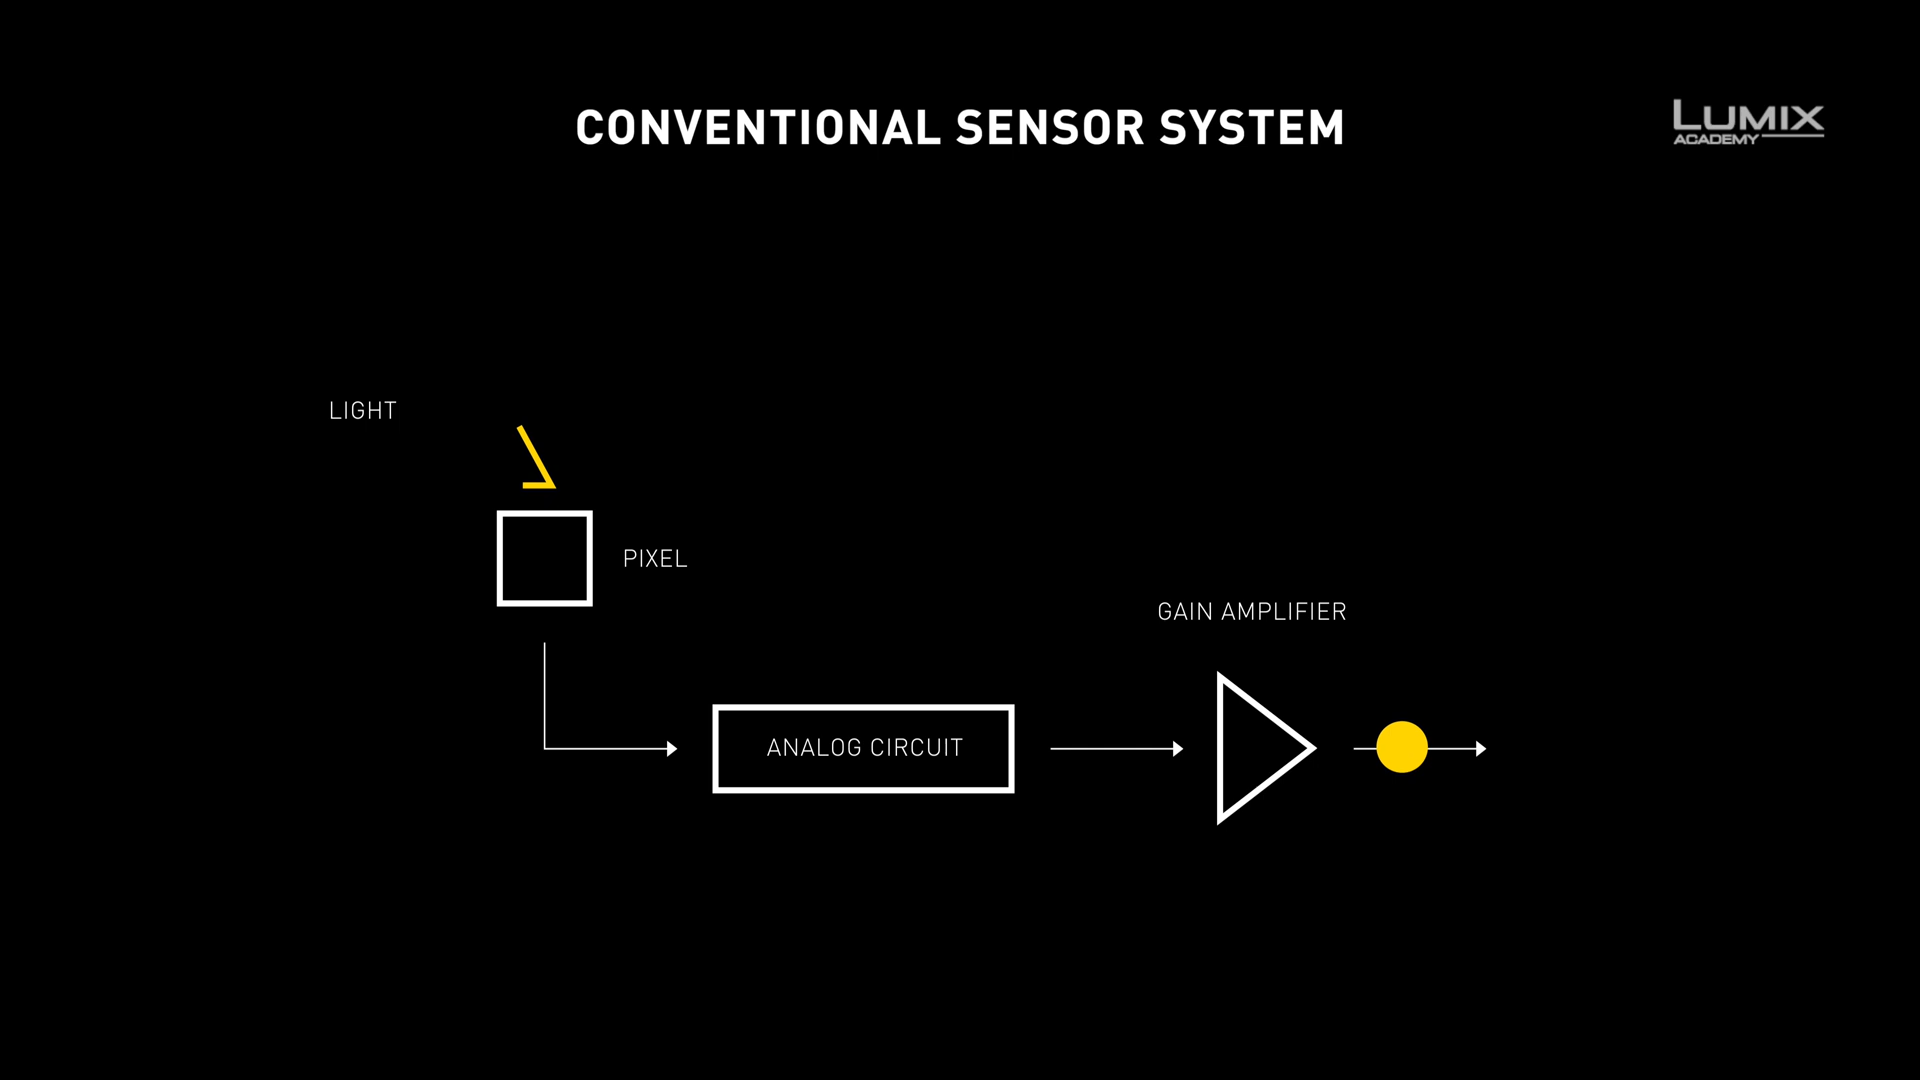 CONVENTIONAL SENSOR SYSTEM
LUMIX
ACADEMY
LIGHT
PIXEL
GAIN AMPLIFIER
ANALOG CIRCUIT